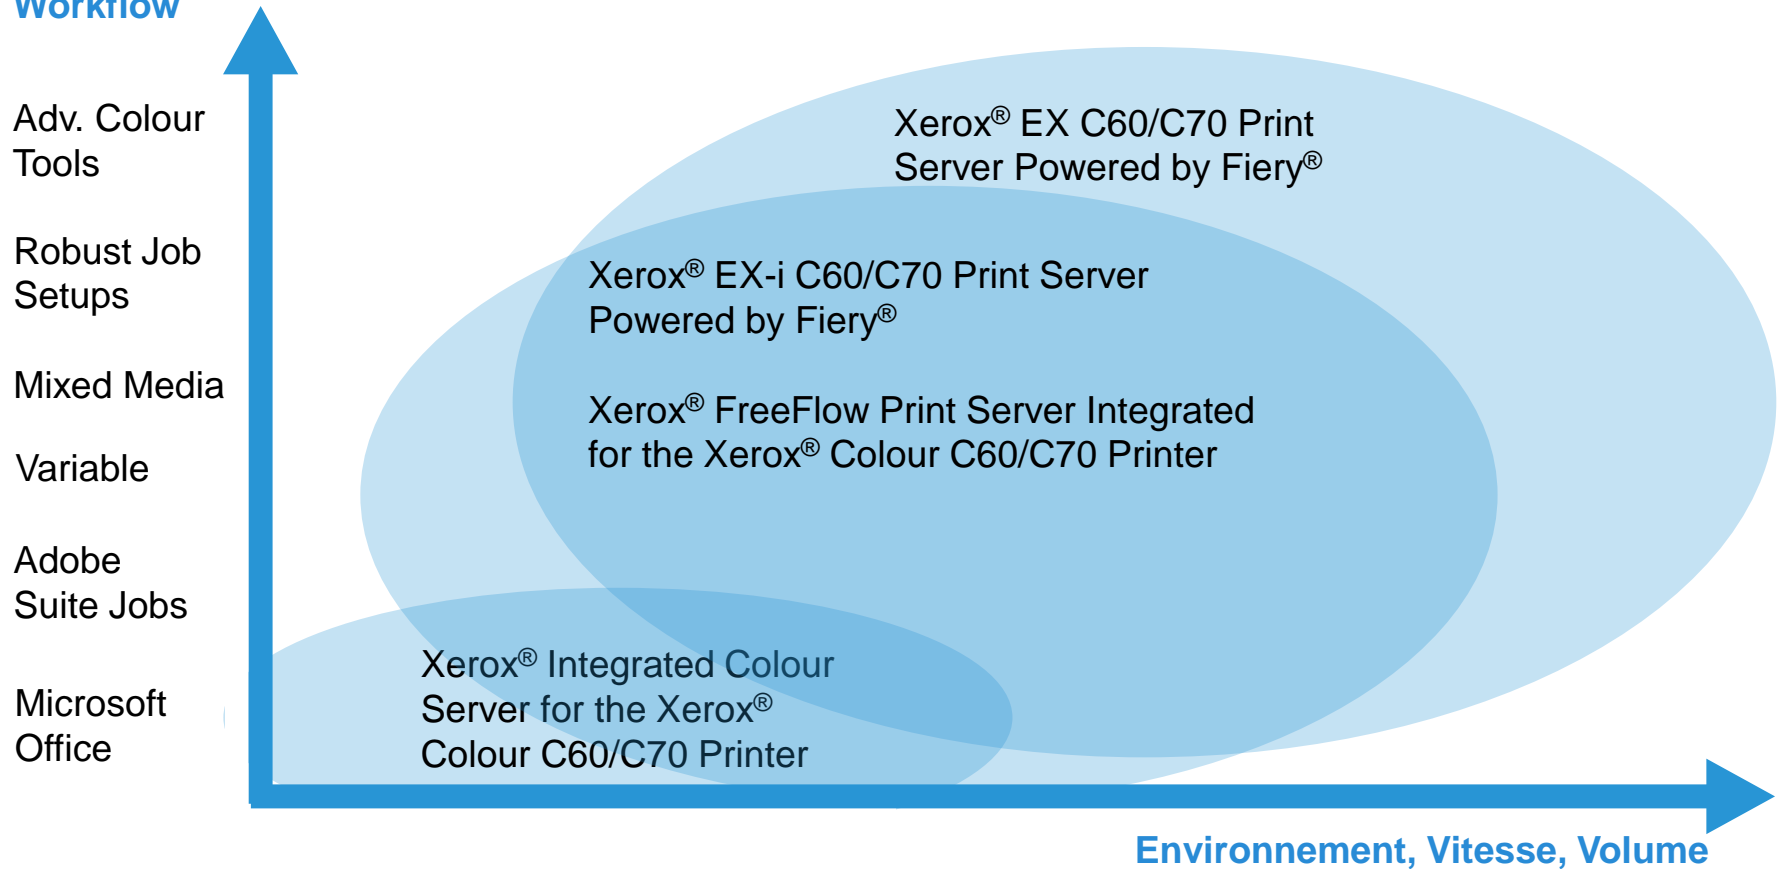 Workflow
Adv. Colour
Tools
Robust Job
Setups
Mixed Media
Variable
Adobe
Suite Jobs
Microsoft
Office
Xerox® EX C60/C70 Print
Server Powered by Fiery®
Xerox® EX-i C60/C70 Print Server
Powered by Fiery®
Xerox® FreeFlow Print Server Integrated
for the Xerox® Colour C60/C70 Printer
Xerox® Integrated Colour
Server for the Xerox®
Colour C60/C70 Printer
Environnement, Vitesse, Volume